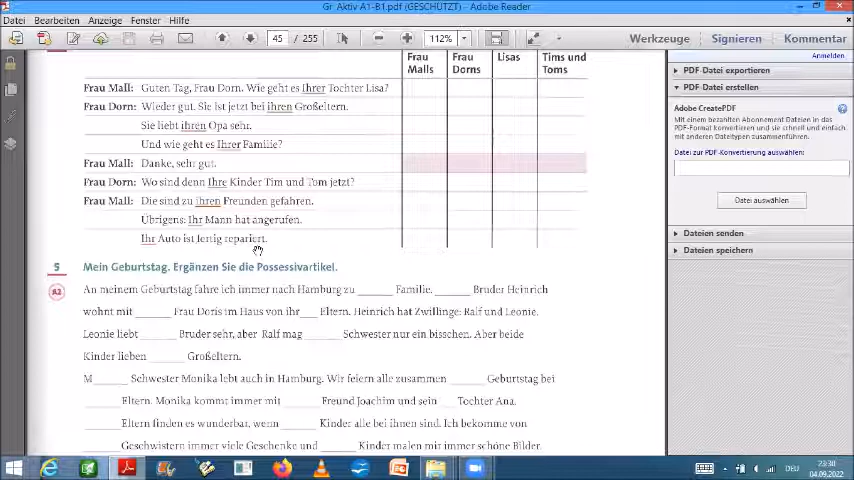 Gr_Aktiv A1-B1.pdf (GESCHÜTZT) - Adobe Reader
Datei Bearbeiten Anzeige Fenster Hilfe
45 / 255 112% Werkzeuge Signieren Kommentar
Anmelden
Frau Malls Frau Dorns Lisas Tims und Toms
Frau Mall: Guten Tag, Frau Dorn. Wie geht es Ihrer Tochter Lisa?
Frau Dorn: Wieder gut. Sie ist jetzt bei ihren Großeltern.
Sie liebt ihren Opa sehr.
Und wie geht es Ihrer Familie?
Frau Mall: Danke, sehr gut.
Frau Dorn: Wo sind denn Ihre Kinder Tim und Tom jetzt?
Frau Mall: Die sind zu ihren Freunden gefahren.
Übrigens: Ihr Mann hat angerufen.
Ihr Auto ist fertig repariert.
5 Mein Geburtstag. Ergänzen Sie die Possessivartikel.
A2
An meinem Geburtstag fahre ich immer nach Hamburg zu ______ Familie. ______ Bruder Heinrich
wohnt mit ______ Frau Doris im Haus von ihr___ Eltern. Heinrich hat Zwillinge: Ralf und Leonie.
Leonie liebt ______ Bruder sehr, aber Ralf mag ______ Schwester nur ein bisschen. Aber beide
Kinder lieben ______ Großeltern.
M______ Schwester Monika lebt auch in Hamburg. Wir feiern alle zusammen ______ Geburtstag bei
______ Eltern. Monika kommt immer mit ______ Freund Joachim und sein___ Tochter Ana.
______ Eltern finden es wunderbar, wenn ______ Kinder alle bei ihnen sind. Ich bekomme von
______ Geschwistern immer viele Geschenke und ______ Kinder malen mir immer schöne Bilder.
PDF-Datei exportieren
PDF-Datei erstellen
Adobe CreatePDF
Mit einem bezahlten Abonnement Dateien in das
PDF-Format konvertieren und sie schnell und einfach
mit anderen Dateitypen zusammenführen.
Datei zur PDF-Konvertierung auswählen:
Datei auswählen
Dateien senden
Dateien speichern
DEU
23:30
04.09.2022